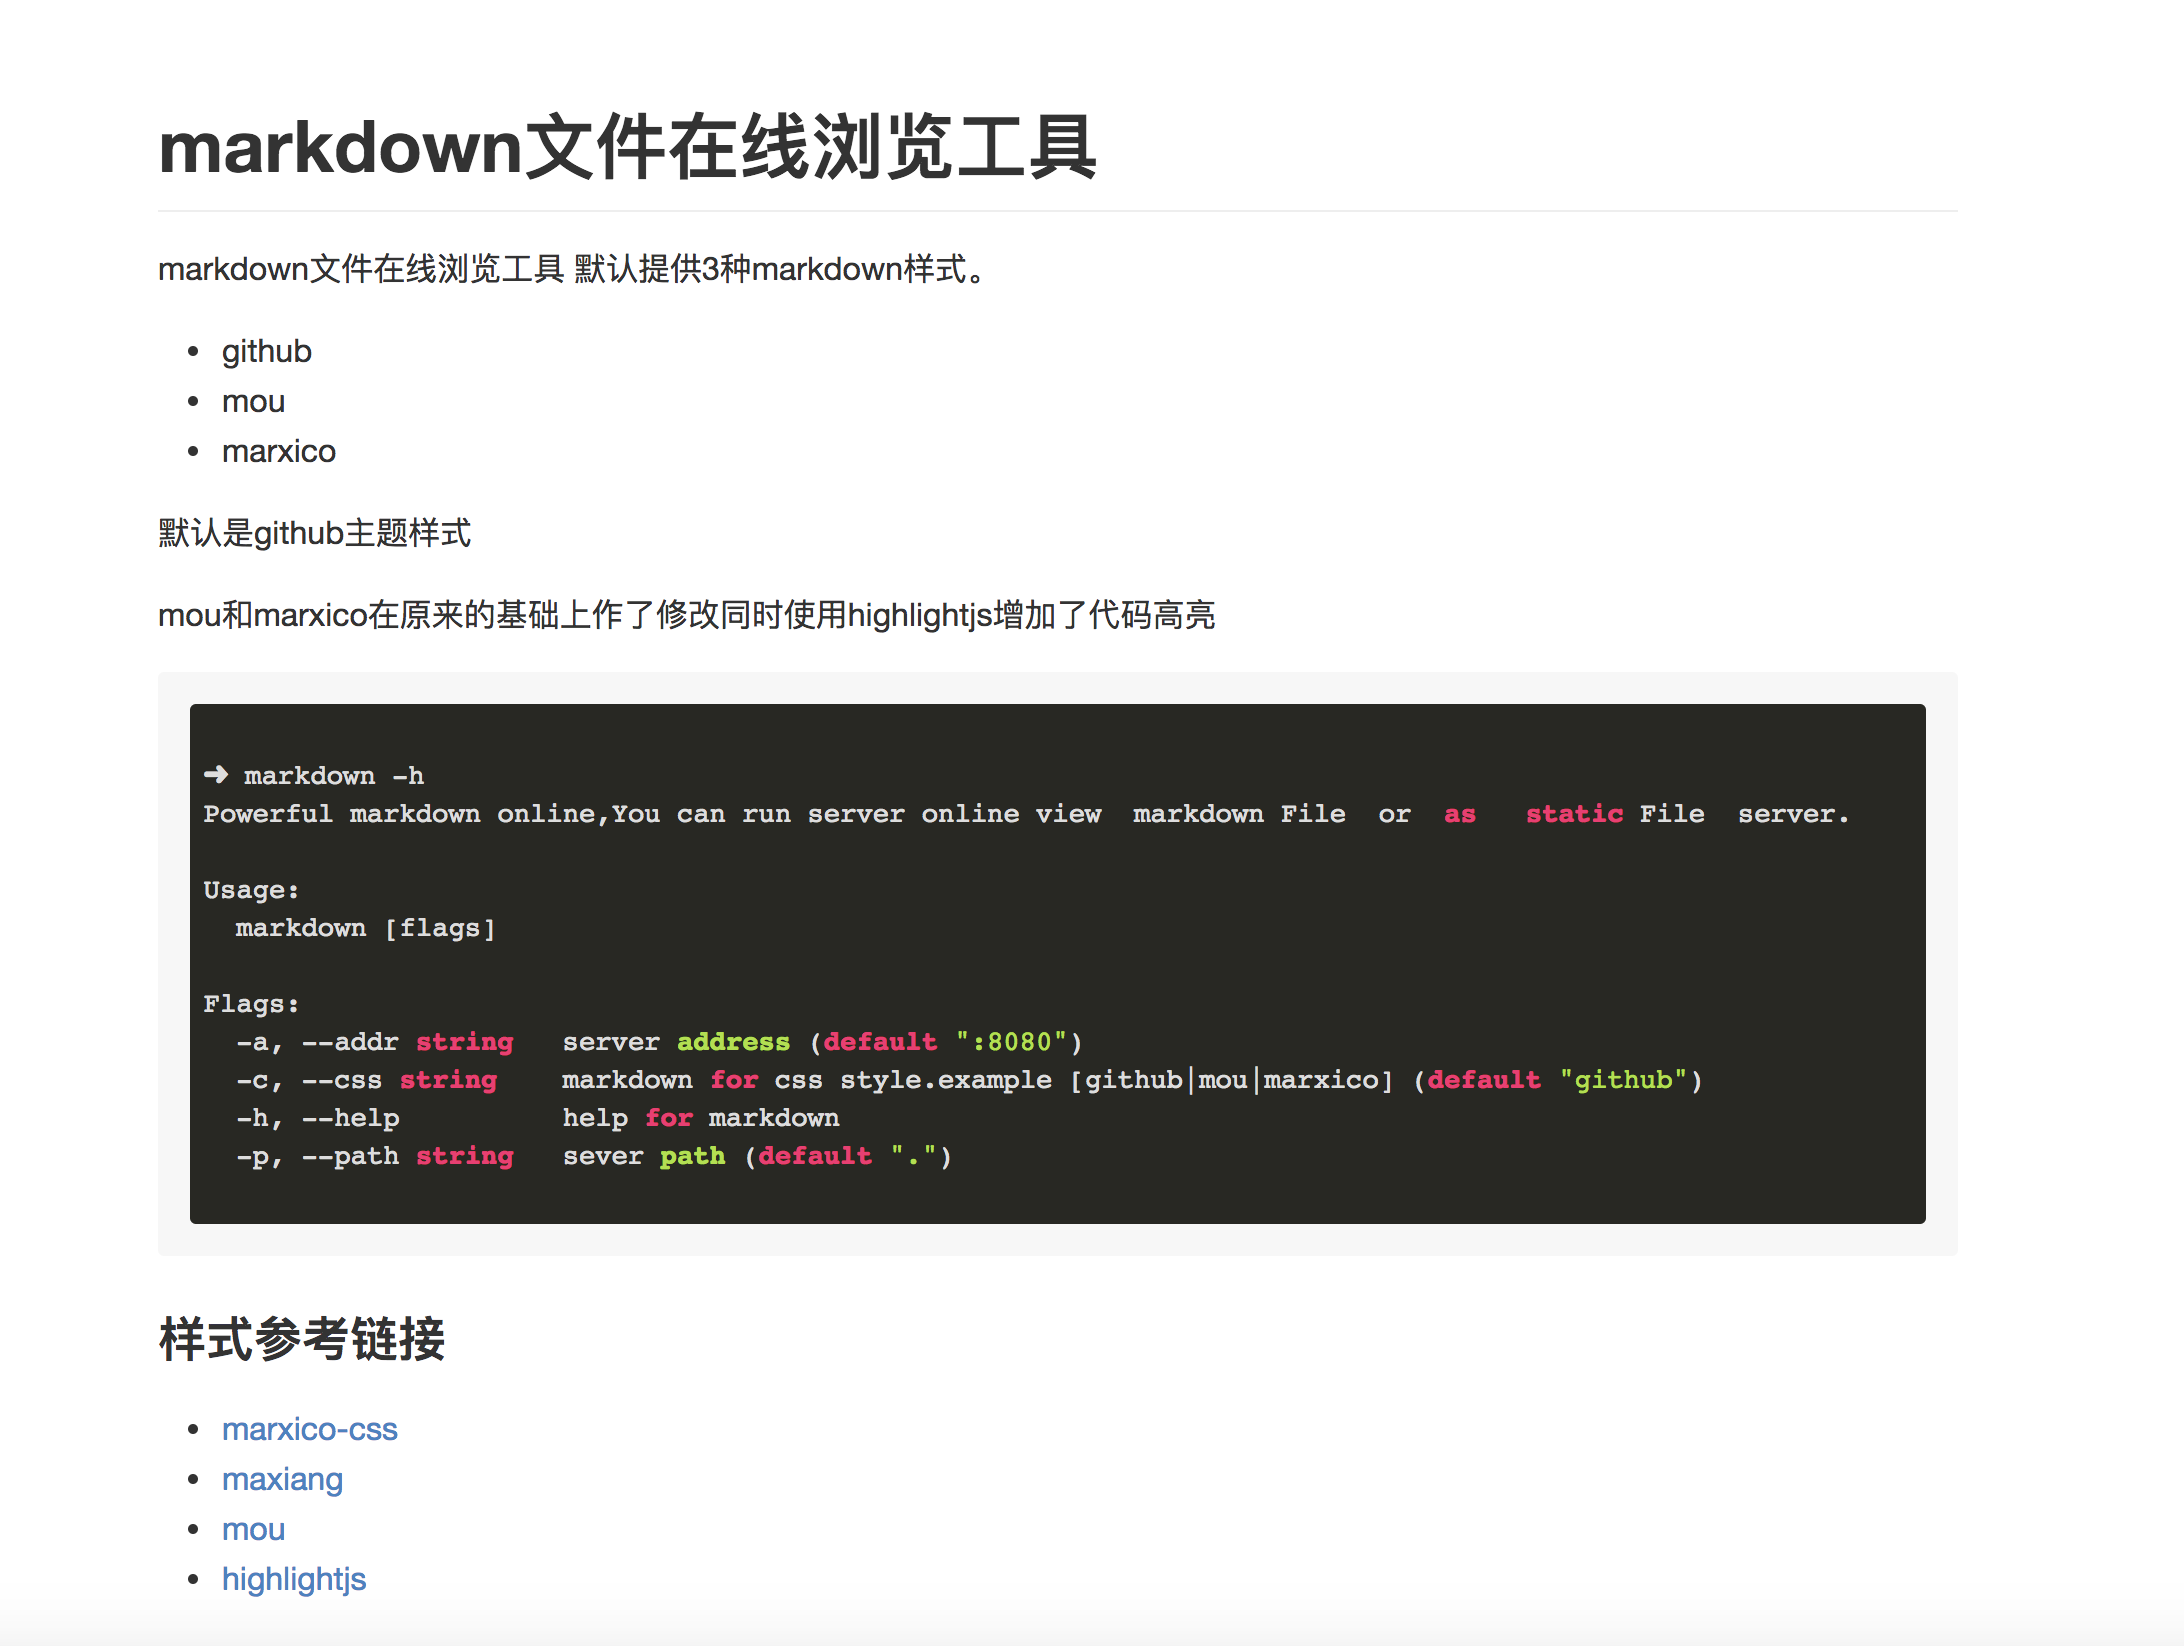 markdown文件在线浏览工具
markdown文件在线浏览工具 默认提供3种markdown样式。
• github
• mou
• marxico
默认是github主题样式
mou和marxico在原来的基础上作了修改同时使用highlightjs增加了代码高亮
➜ markdown -h
Powerful markdown online,You can run server online view  markdown File  or  as   static File  server.
Usage:
  markdown [flags]
Flags:
  -a, --addr string   server address (default ":8080")
  -c, --css string    markdown for css style.example [github|mou|marxico] (default "github")
  -h, --help          help for markdown
  -p, --path string   sever path (default ".")
样式参考链接
• marxico-css
• maxiang
• mou
• highlightjs